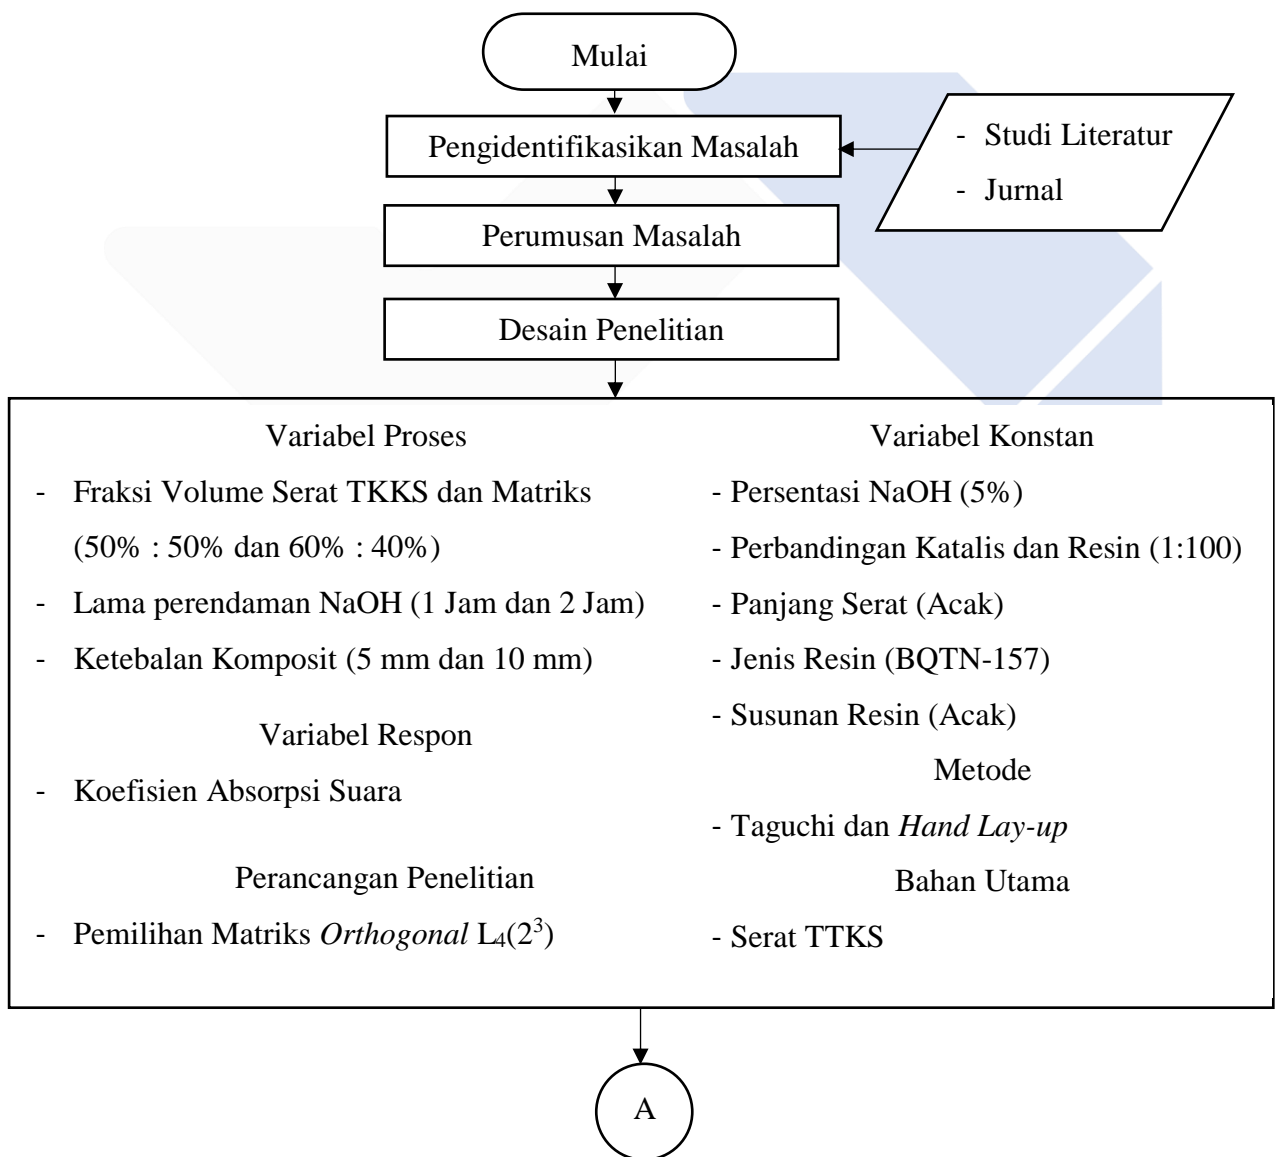 Mulai
Pengidentifikasikan Masalah
- Studi Literatur
- Jurnal
Perumusan Masalah
Desain Penelitian
Variabel Proses
- Fraksi Volume Serat TKKS dan Matriks
(50% : 50% dan 60% : 40%)
- Lama perendaman NaOH (1 Jam dan 2 Jam)
- Ketebalan Komposit (5 mm dan 10 mm)
Variabel Respon
- Koefisien Absorpsi Suara
Perancangan Penelitian
- Pemilihan Matriks Orthogonal L₄(2³)
Variabel Konstan
- Persentasi NaOH (5%)
- Perbandingan Katalis dan Resin (1:100)
- Panjang Serat (Acak)
- Jenis Resin (BQTN-157)
- Susunan Resin (Acak)
Metode
- Taguchi dan Hand Lay-up
Bahan Utama
- Serat TTKS
A